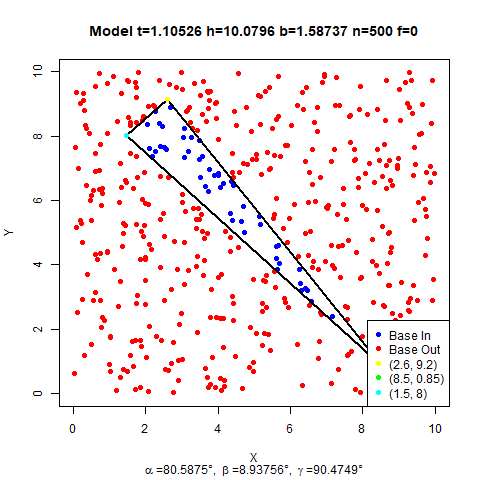 Model t=1.10526 h=10.0796 b=1.58737 n=500 f=0
10
8
6
4
2
0
Y
Base In
Base Out
(2.6, 9.2)
(8.5, 0.85)
(1.5, 8)
0 2 4 6 8 10
X
α=80.5875°, β=8.93756°, γ=90.4749°